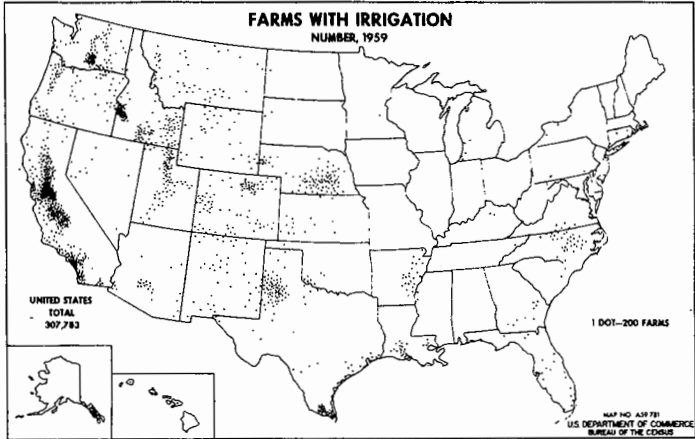 FARMS WITH IRRIGATION
NUMBER, 1959
UNITED STATES
TOTAL
307,783
1 DOT—200 FARMS
MAP NO. A59 781
U.S. DEPARTMENT OF COMMERCE
BUREAU OF THE CENSUS